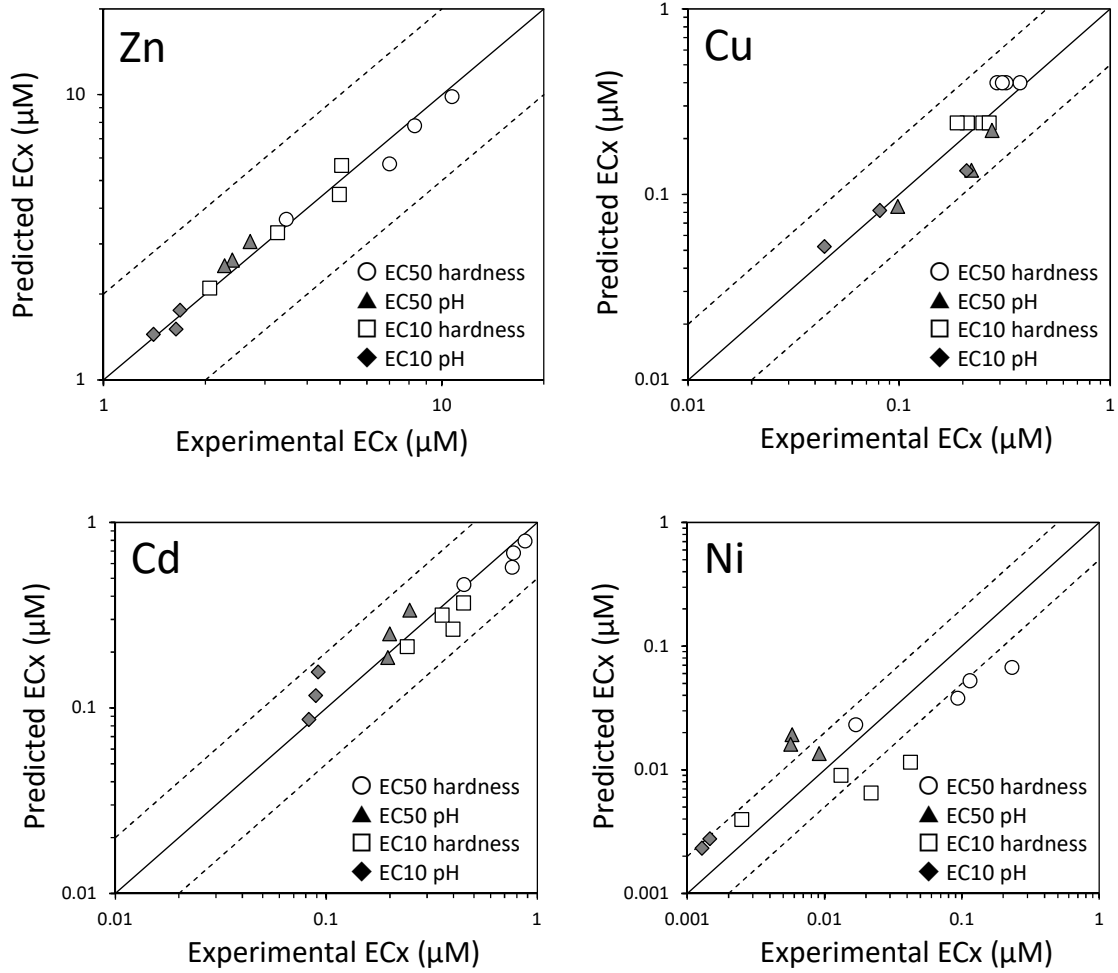 Zn
Predicted ECx (µM)
10
1
1
10
Experimental ECx (µM)
EC50 hardness
EC50 pH
EC10 hardness
EC10 pH
Cu
Predicted ECx (µM)
1
0.1
0.01
0.01
0.1
1
Experimental ECx (µM)
EC50 hardness
EC50 pH
EC10 hardness
EC10 pH
Cd
Predicted ECx (µM)
1
0.1
0.01
0.01
0.1
1
Experimental ECx (µM)
EC50 hardness
EC50 pH
EC10 hardness
EC10 pH
Ni
Predicted ECx (µM)
1
0.1
0.01
0.001
0.001
0.01
0.1
1
Experimental ECx (µM)
EC50 hardness
EC50 pH
EC10 hardness
EC10 pH